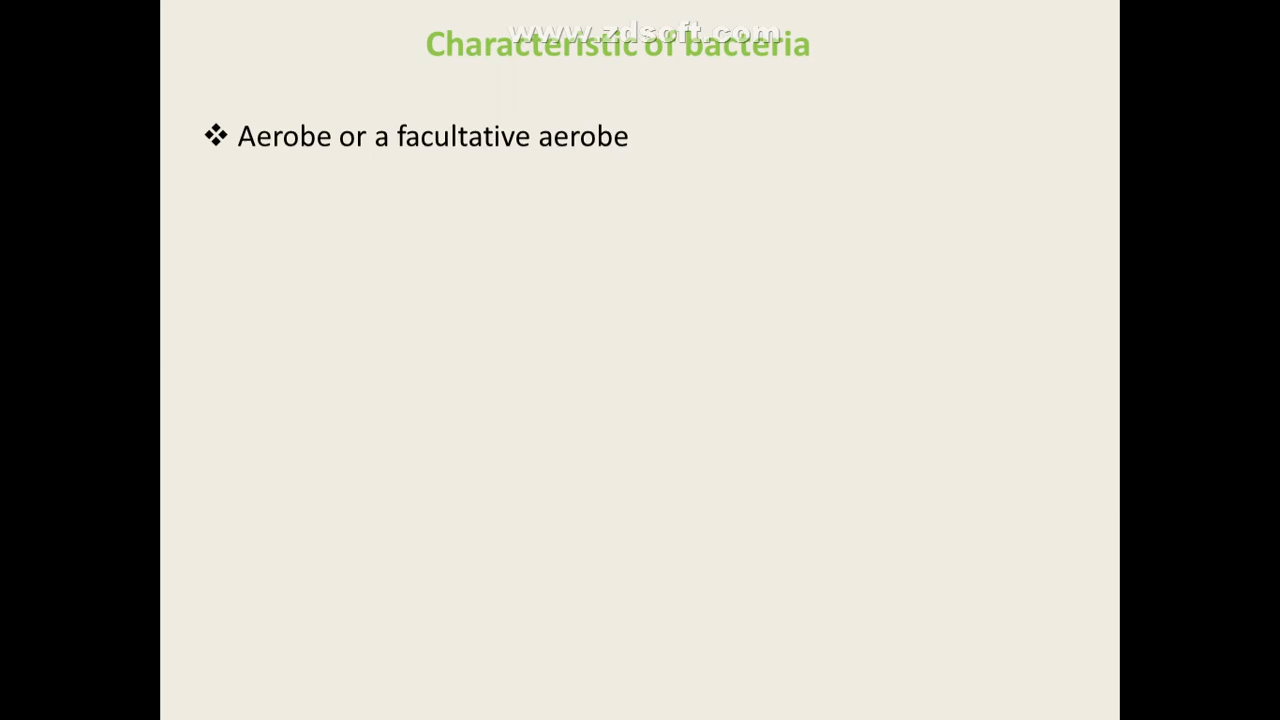 www.zdsoft.com
Characteristic of bacteria
❖ Aerobe or a facultative aerobe